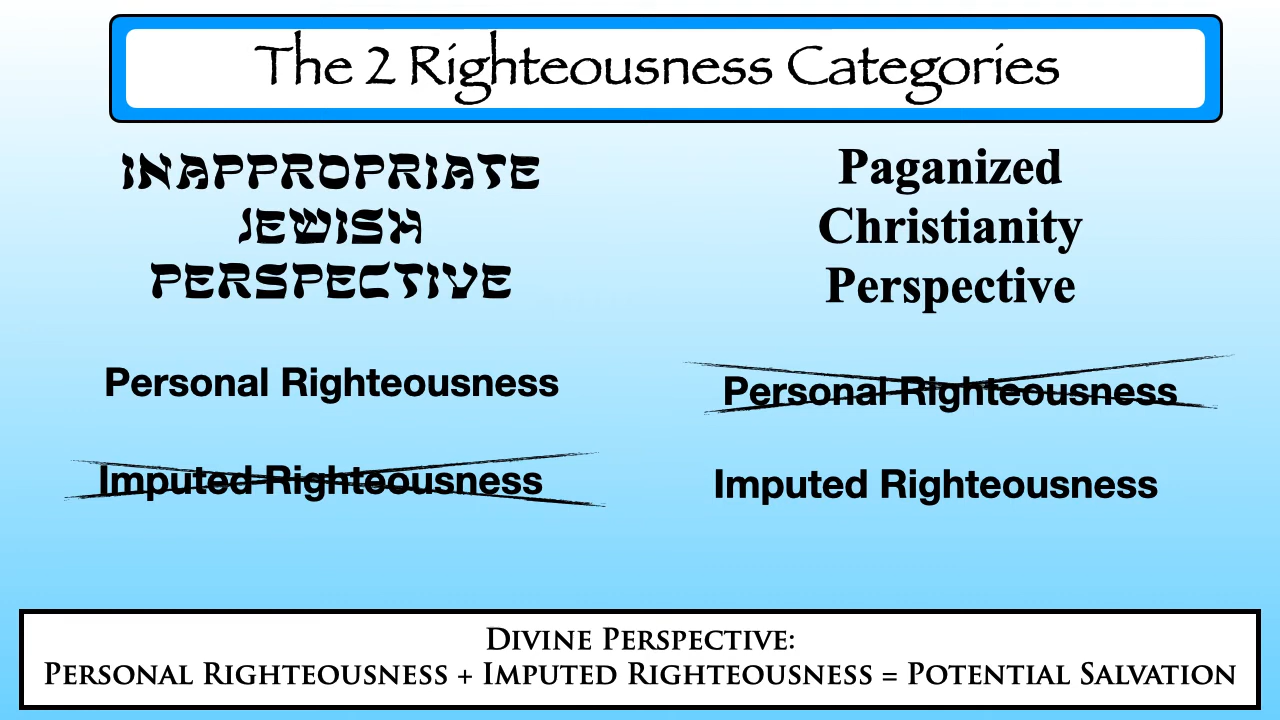 The 2 Righteousness Categories
INAPPROPRIATE
JEWISH
PERSPECTIVE
Personal Righteousness
Imputed Righteousness
Paganized
Christianity
Perspective
Personal Righteousness
Imputed Righteousness
Divine Perspective:
Personal Righteousness + Imputed Righteousness = Potential Salvation